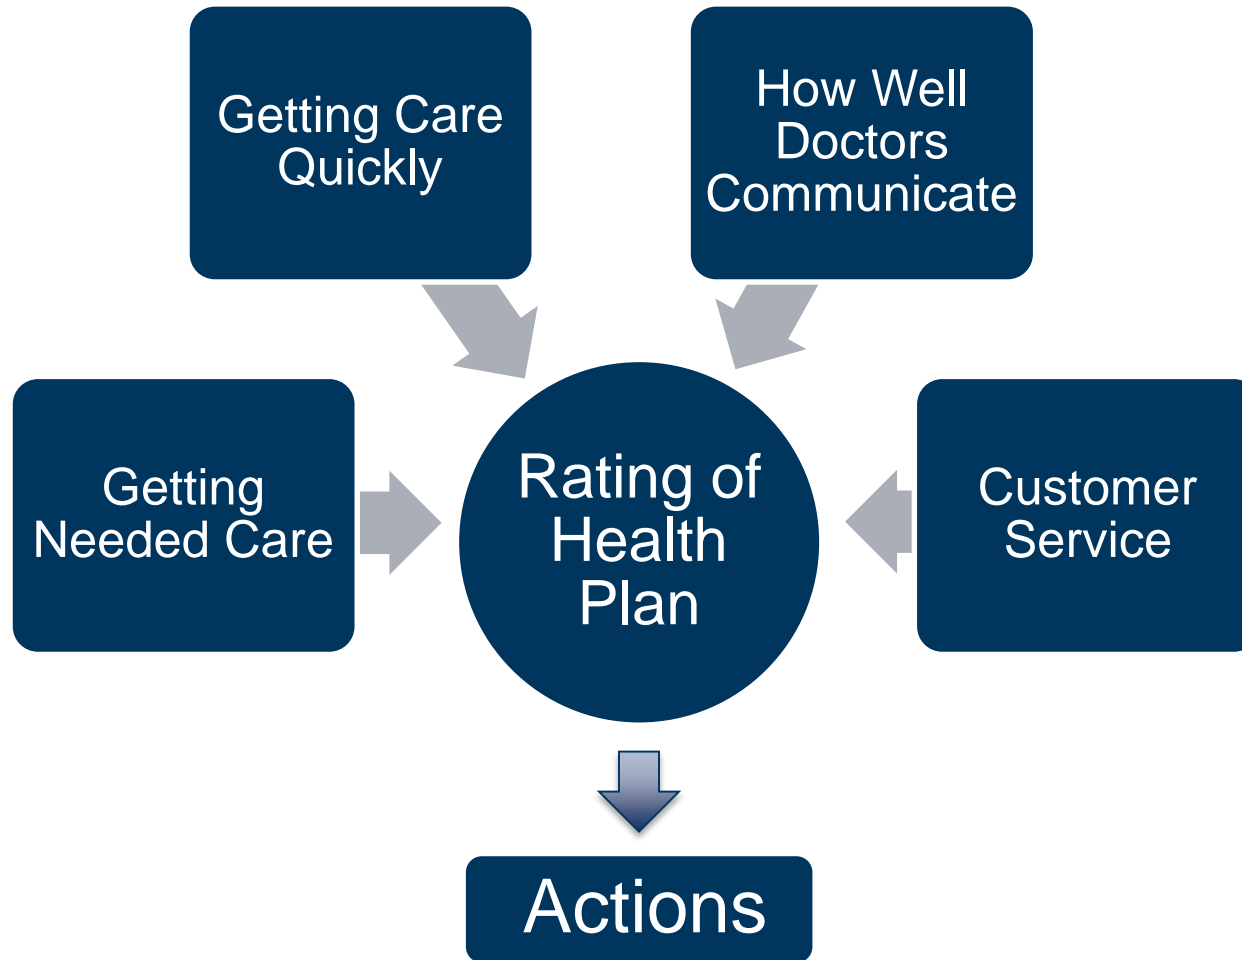 Getting Care
Quickly
How Well
Doctors
Communicate
Getting
Needed Care
Rating of
Health
Plan
Customer
Service
Actions